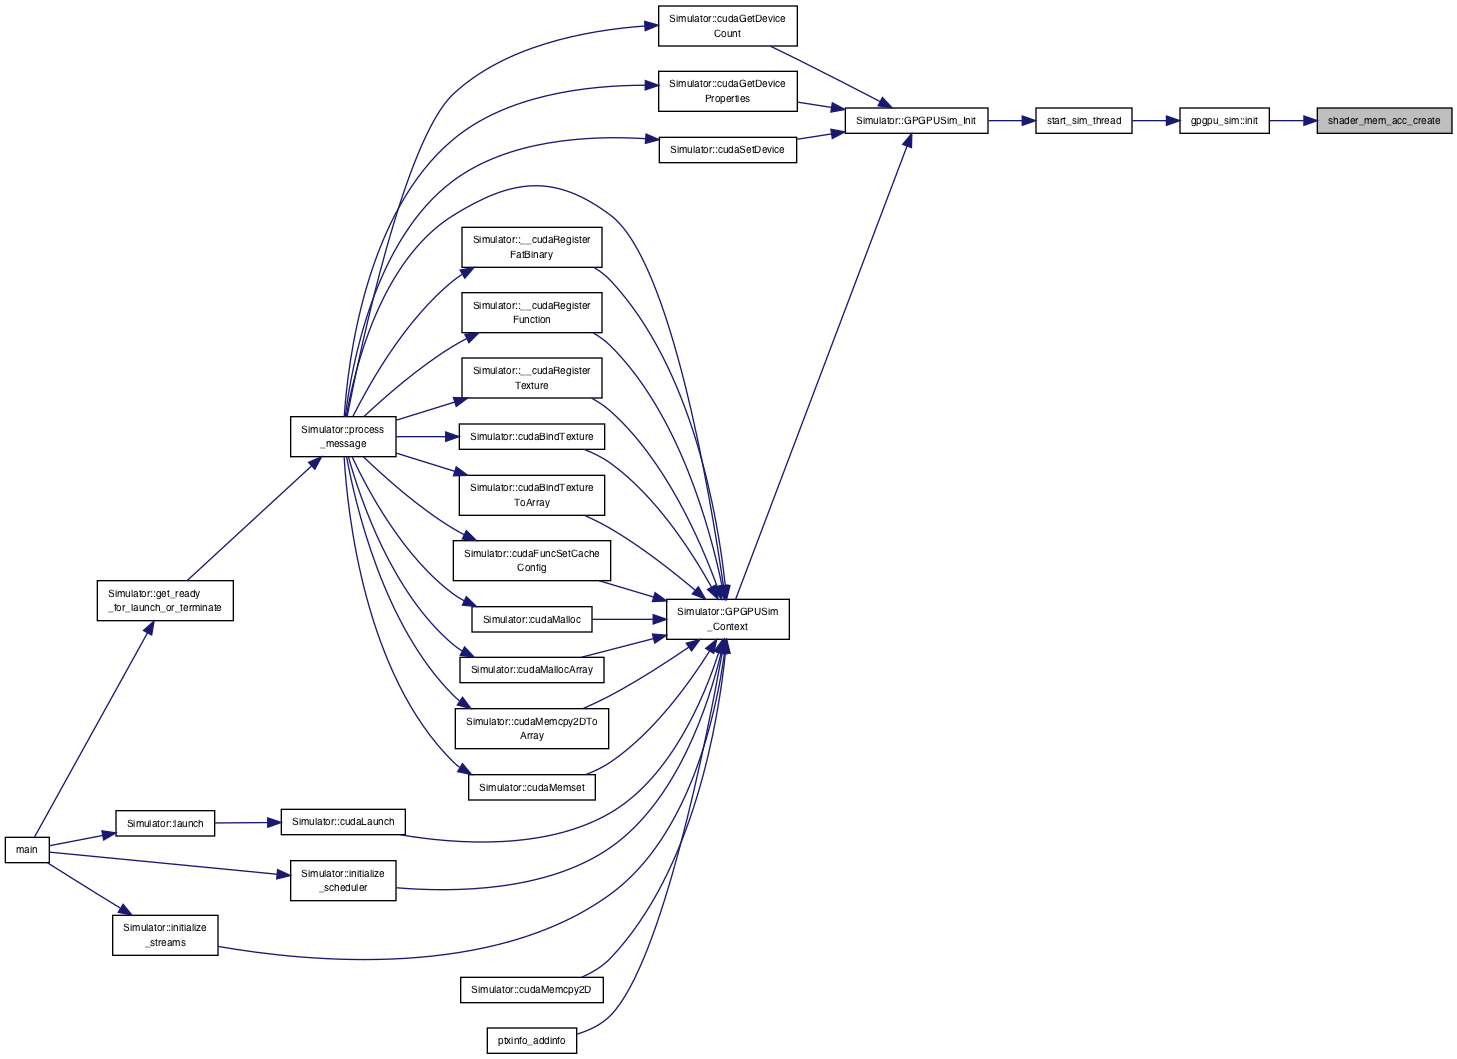 Simulator::cudaGetDevice
Count
Simulator::cudaGetDevice
Properties
Simulator::GPGPUSim_Init
start_sim_thread
gpgpu_sim::init
shader_mem_acc_create
Simulator::cudaSetDevice
Simulator::__cudaRegister
FatBinary
Simulator::__cudaRegister
Function
Simulator::__cudaRegister
Texture
Simulator::process
_message
Simulator::cudaBindTexture
Simulator::cudaBindTexture
ToArray
Simulator::cudaFuncSetCache
Config
Simulator::get_ready
_for_launch_or_terminate
Simulator::cudaMalloc
Simulator::GPGPUSim
_Context
Simulator::cudaMallocArray
Simulator::cudaMemcpy2DTo
Array
Simulator::cudaMemset
Simulator::launch
Simulator::cudaLaunch
main
Simulator::initialize
_scheduler
Simulator::initialize
_streams
Simulator::cudaMemcpy2D
ptxinfo_addinfo